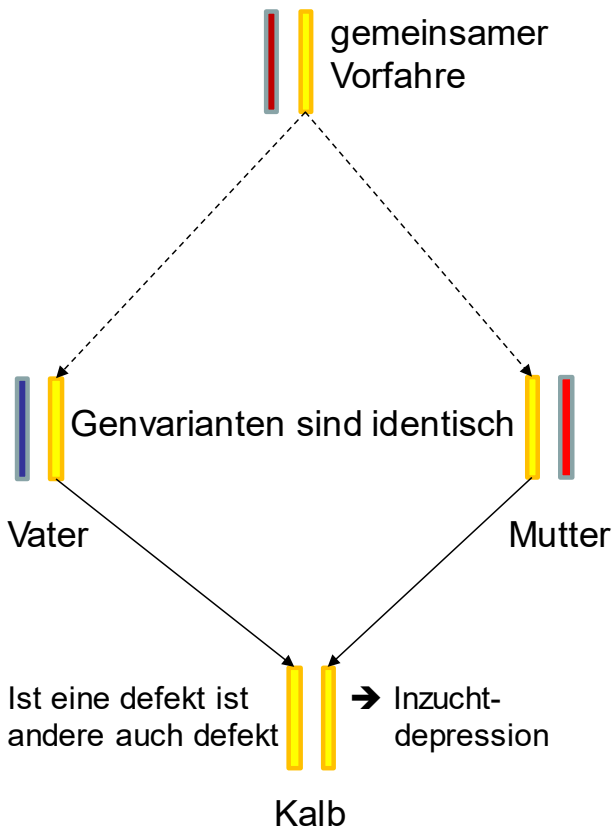 gemeinsamer
Vorfahre
Genvarianten sind identisch
Vater
Mutter
Ist eine defekt ist
andere auch defekt
➔ Inzucht-
depression
Kalb